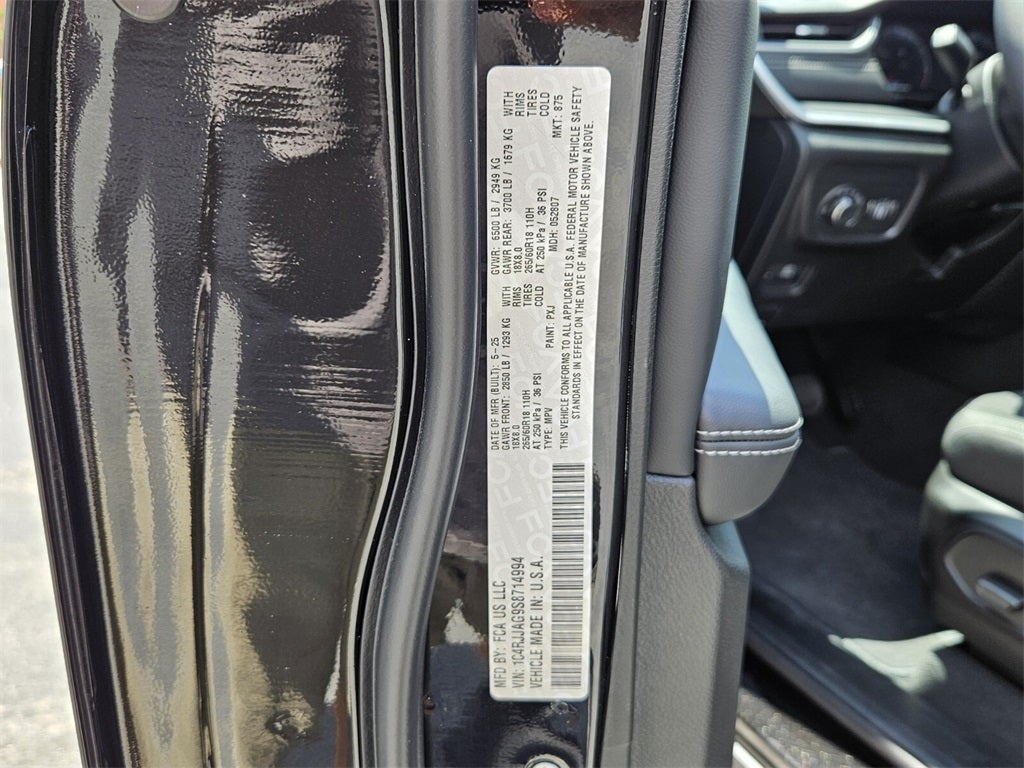 MFD BY: FCA US LLC
DATE OF MFR (BUILT): 5-25
GVWR: 6500 LB / 2949 KG
GAWR FRONT: 2850 LB / 1293 KG
WITH
GAWR REAR: 3700 LB / 1679 KG
WITH
18X8.0
RIMS
18X8.0
RIMS
265/60R18 110H
TIRES
265/60R18 110H
TIRES
AT 250 kPa / 36 PSI
COLD
AT 250 kPa / 36 PSI
COLD
VIN: 1C4RJJAG9S8714994
TYPE: MPV
PAINT: PXJ
MDH: 052807
MKT: 875
VEHICLE MADE IN: U.S.A.
THIS VEHICLE CONFORMS TO ALL APPLICABLE U.S.A. FEDERAL MOTOR VEHICLE SAFETY
STANDARDS IN EFFECT ON THE DATE OF MANUFACTURE SHOWN ABOVE.